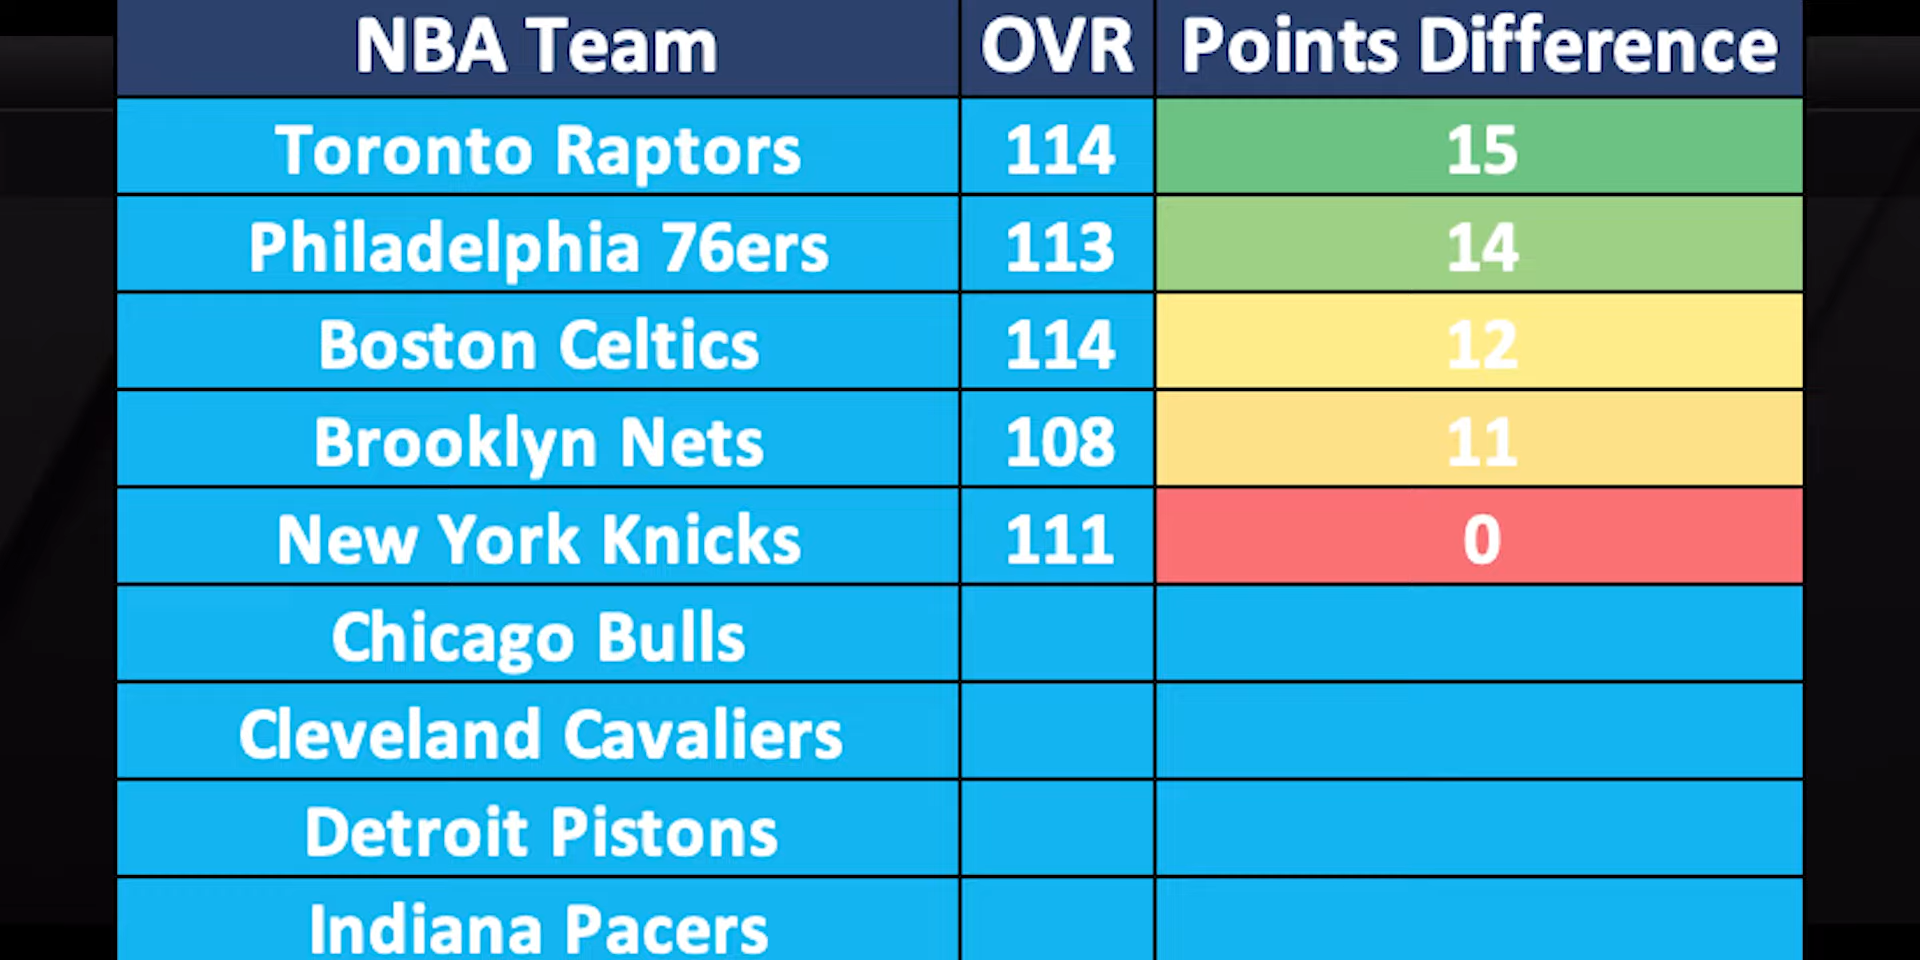 NBA Team OVR Points Difference
Toronto Raptors 114 15
Philadelphia 76ers 113 14
Boston Celtics 114 12
Brooklyn Nets 108 11
New York Knicks 111 0
Chicago Bulls
Cleveland Cavaliers
Detroit Pistons
Indiana Pacers